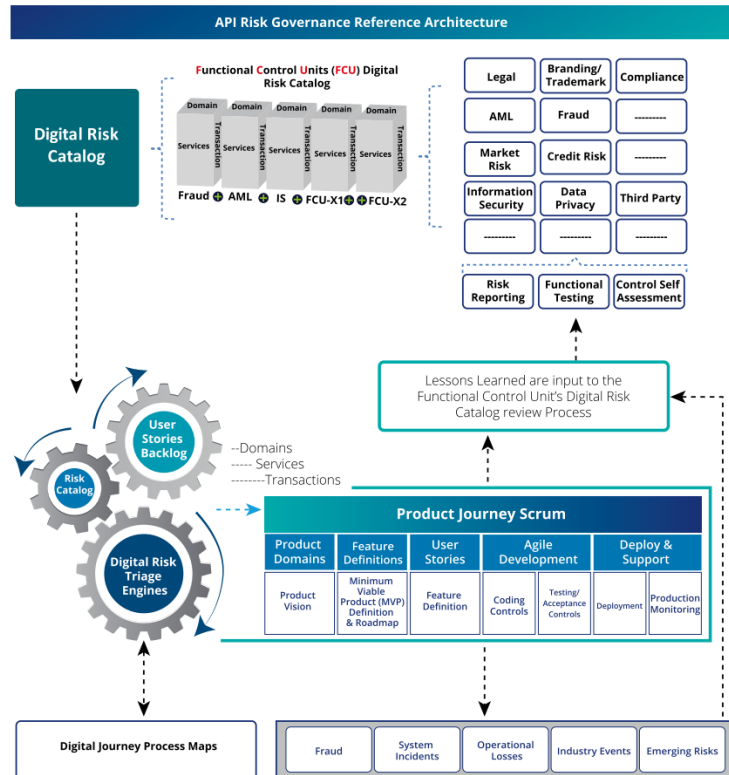 API Risk Governance Reference Architecture
Functional Control Units (FCU) Digital
Risk Catalog
Digital Risk
Catalog
Domain Domain Domain Domain Domain
Services Transaction Services Transaction Services Transaction Services Transaction Services Transaction
Fraud + AML + IS + FCU-X1 + + FCU-X2
Legal
Branding/
Trademark
Compliance
AML
Fraud
---------
Market
Risk
Credit Risk
---------
Information
Security
Data
Privacy
Third Party
---------
---------
---------
Risk
Reporting
Functional
Testing
Control Self
Assessment
Lessons Learned are input to the
Functional Control Unit's Digital Risk
Catalog review Process
User
Stories
Backlog
Risk
Catalog
Digital Risk
Triage
Engines
--Domains
----- Services
---------Transactions
Product Journey Scrum
Product
Domains
Feature
Definitions
User
Stories
Agile
Development
Deploy &
Support
Product
Vision
Minimum
Viable
Product (MVP)
Definition
& Roadmap
Feature
Definition
Coding
Controls
Testing/
Acceptance
Controls
Deployment
Production
Monitoring
Digital Journey Process Maps
Fraud
System
Incidents
Operational
Losses
Industry Events
Emerging Risks